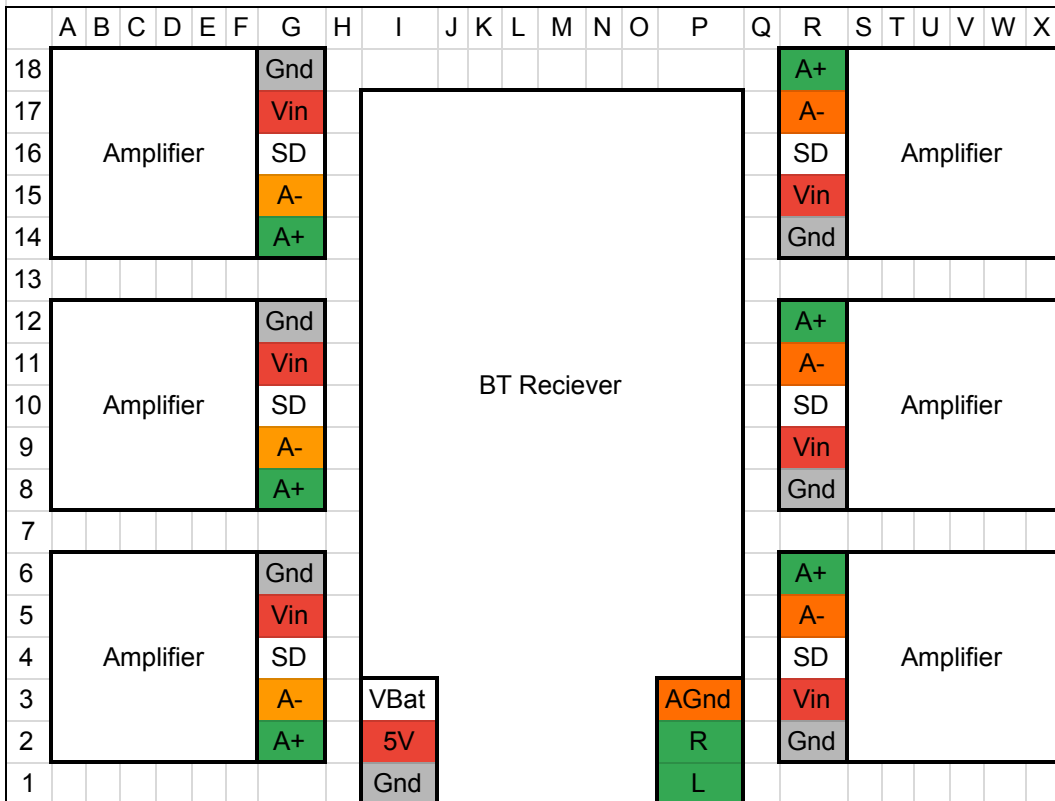 A B C D E F G H I J K L M N O P Q R S T U V W X
18 Gnd A+
17 Vin A-
16 Amplifier SD SD Amplifier
15 A- Vin
14 A+ Gnd
13
12 Gnd A+
11 Vin A-
10 Amplifier SD BT Reciever SD Amplifier
9 A- Vin
8 A+ Gnd
7
6 Gnd A+
5 Vin A-
4 Amplifier SD SD Amplifier
3 A- VBat AGnd Vin
2 A+ 5V R Gnd
1 Gnd L